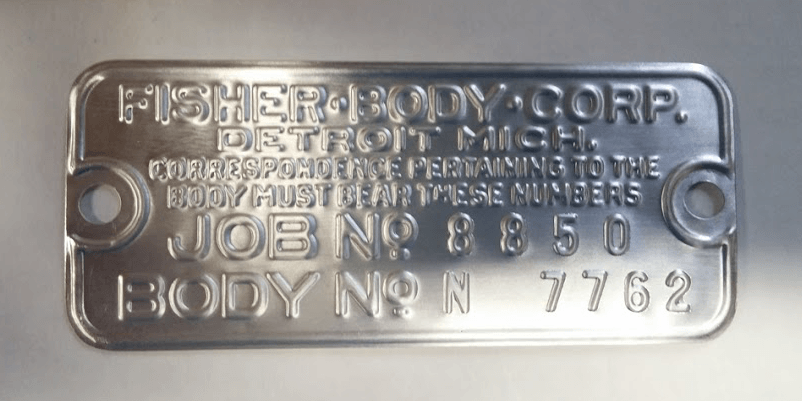 FISHER·BODY·CORP.
DETROIT MICH.
CORRESPONDENCE PERTAINING TO THE
BODY MUST BEAR THESE NUMBERS
JOB Nº 8850
BODY Nº N 7762